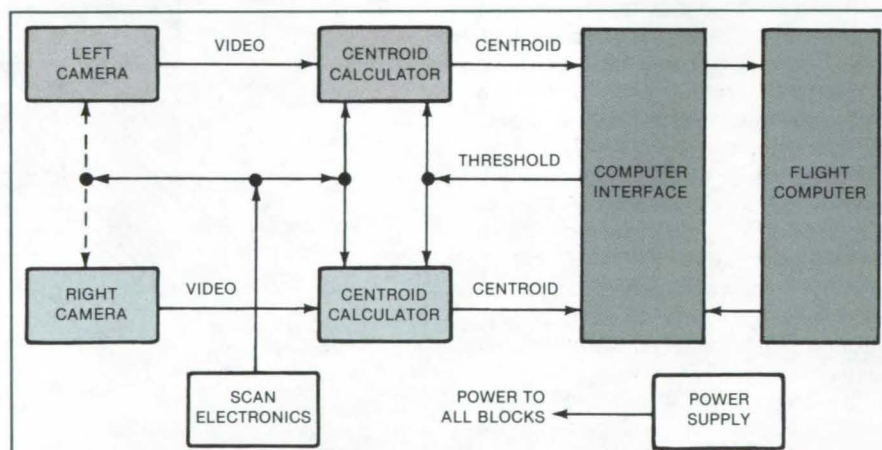 LEFT
CAMERA
VIDEO
CENTROID
CALCULATOR
CENTROID
THRESHOLD
COMPUTER
INTERFACE
FLIGHT
COMPUTER
RIGHT
CAMERA
VIDEO
CENTROID
CALCULATOR
CENTROID
SCAN
ELECTRONICS
POWER TO
ALL BLOCKS
POWER
SUPPLY